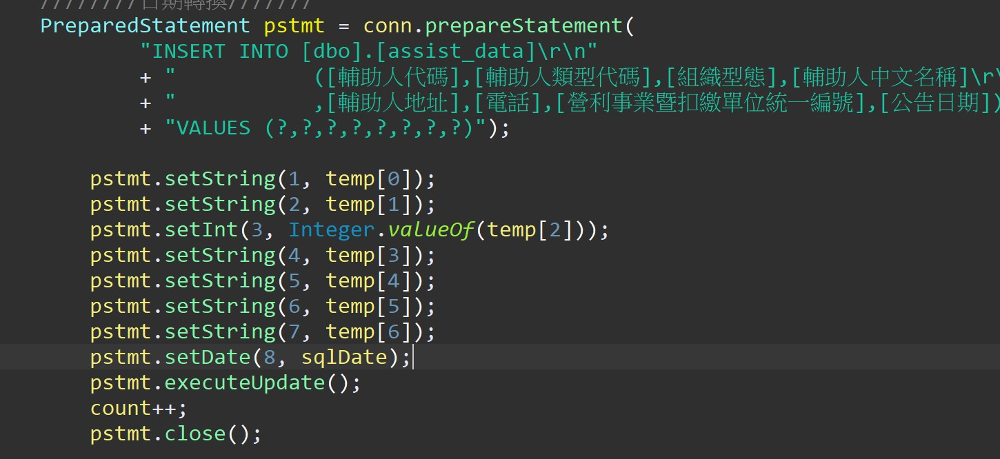 ////////日期轉換///////
PreparedStatement pstmt = conn.prepareStatement(
"INSERT INTO [dbo].[assist_data]\r\n"
+ "           ([輔助人代碼],[輔助人類型代碼],[組織型態],[輔助人中文名稱]\r\
+ "           ,[輔助人地址],[電話],[營利事業暨扣繳單位統一編號],[公告日期])
+ "VALUES (?,?,?,?,?,?,?,?)");
pstmt.setString(1, temp[0]);
pstmt.setString(2, temp[1]);
pstmt.setInt(3, Integer.valueOf(temp[2]));
pstmt.setString(4, temp[3]);
pstmt.setString(5, temp[4]);
pstmt.setString(6, temp[5]);
pstmt.setString(7, temp[6]);
pstmt.setDate(8, sqlDate);
pstmt.executeUpdate();
count++;
pstmt.close();